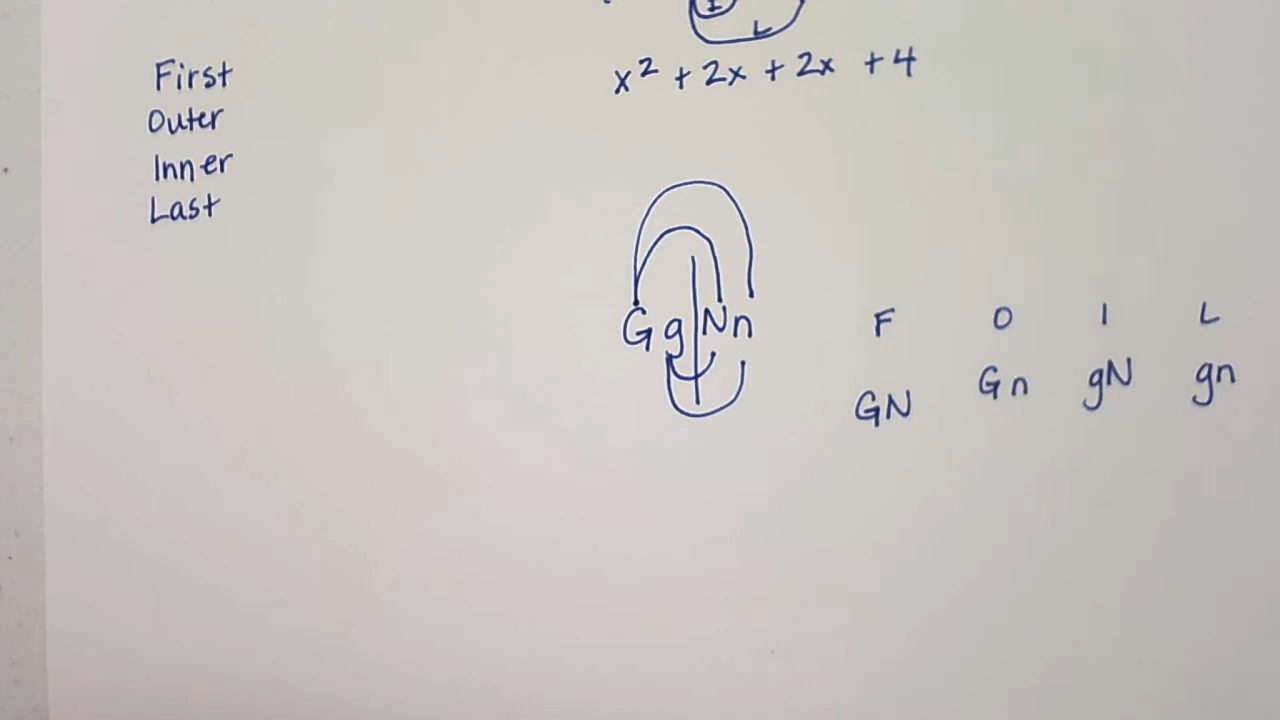 I
L
x² + 2x + 2x + 4
First
Outer
Inner
Last
Gg|Nn
F O I L
GN Gn gN gn